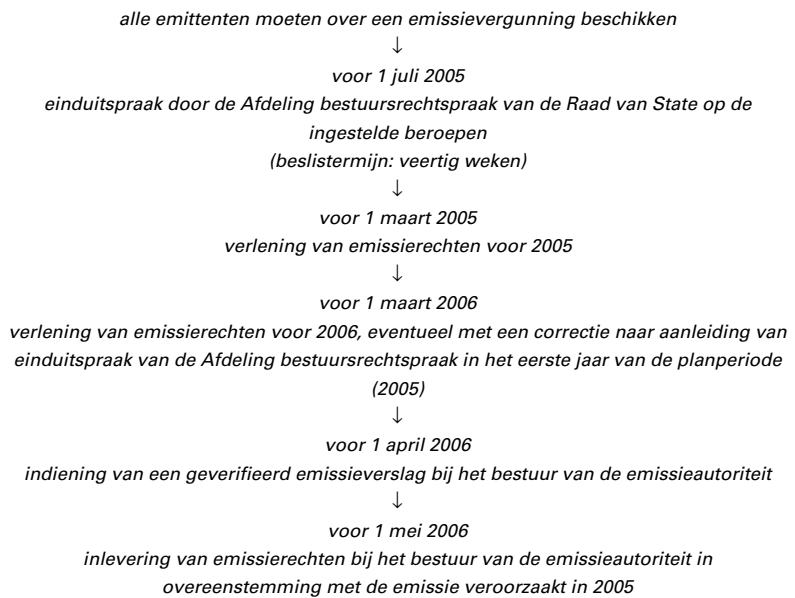 alle emittenten moeten over een emissievergunning beschikken
↓
voor 1 juli 2005
einduitspraak door de Afdeling bestuursrechtspraak van de Raad van State op de
ingestelde beroepen
(beslistermijn: veertig weken)
↓
voor 1 maart 2005
verlening van emissierechten voor 2005
↓
voor 1 maart 2006
verlening van emissierechten voor 2006, eventueel met een correctie naar aanleiding van
einduitspraak van de Afdeling bestuursrechtspraak in het eerste jaar van de planperiode
(2005)
↓
voor 1 april 2006
indiening van een geverifieerd emissieverslag bij het bestuur van de emissieautoriteit
↓
voor 1 mei 2006
inlevering van emissierechten bij het bestuur van de emissieautoriteit in
overeenstemming met de emissie veroorzaakt in 2005